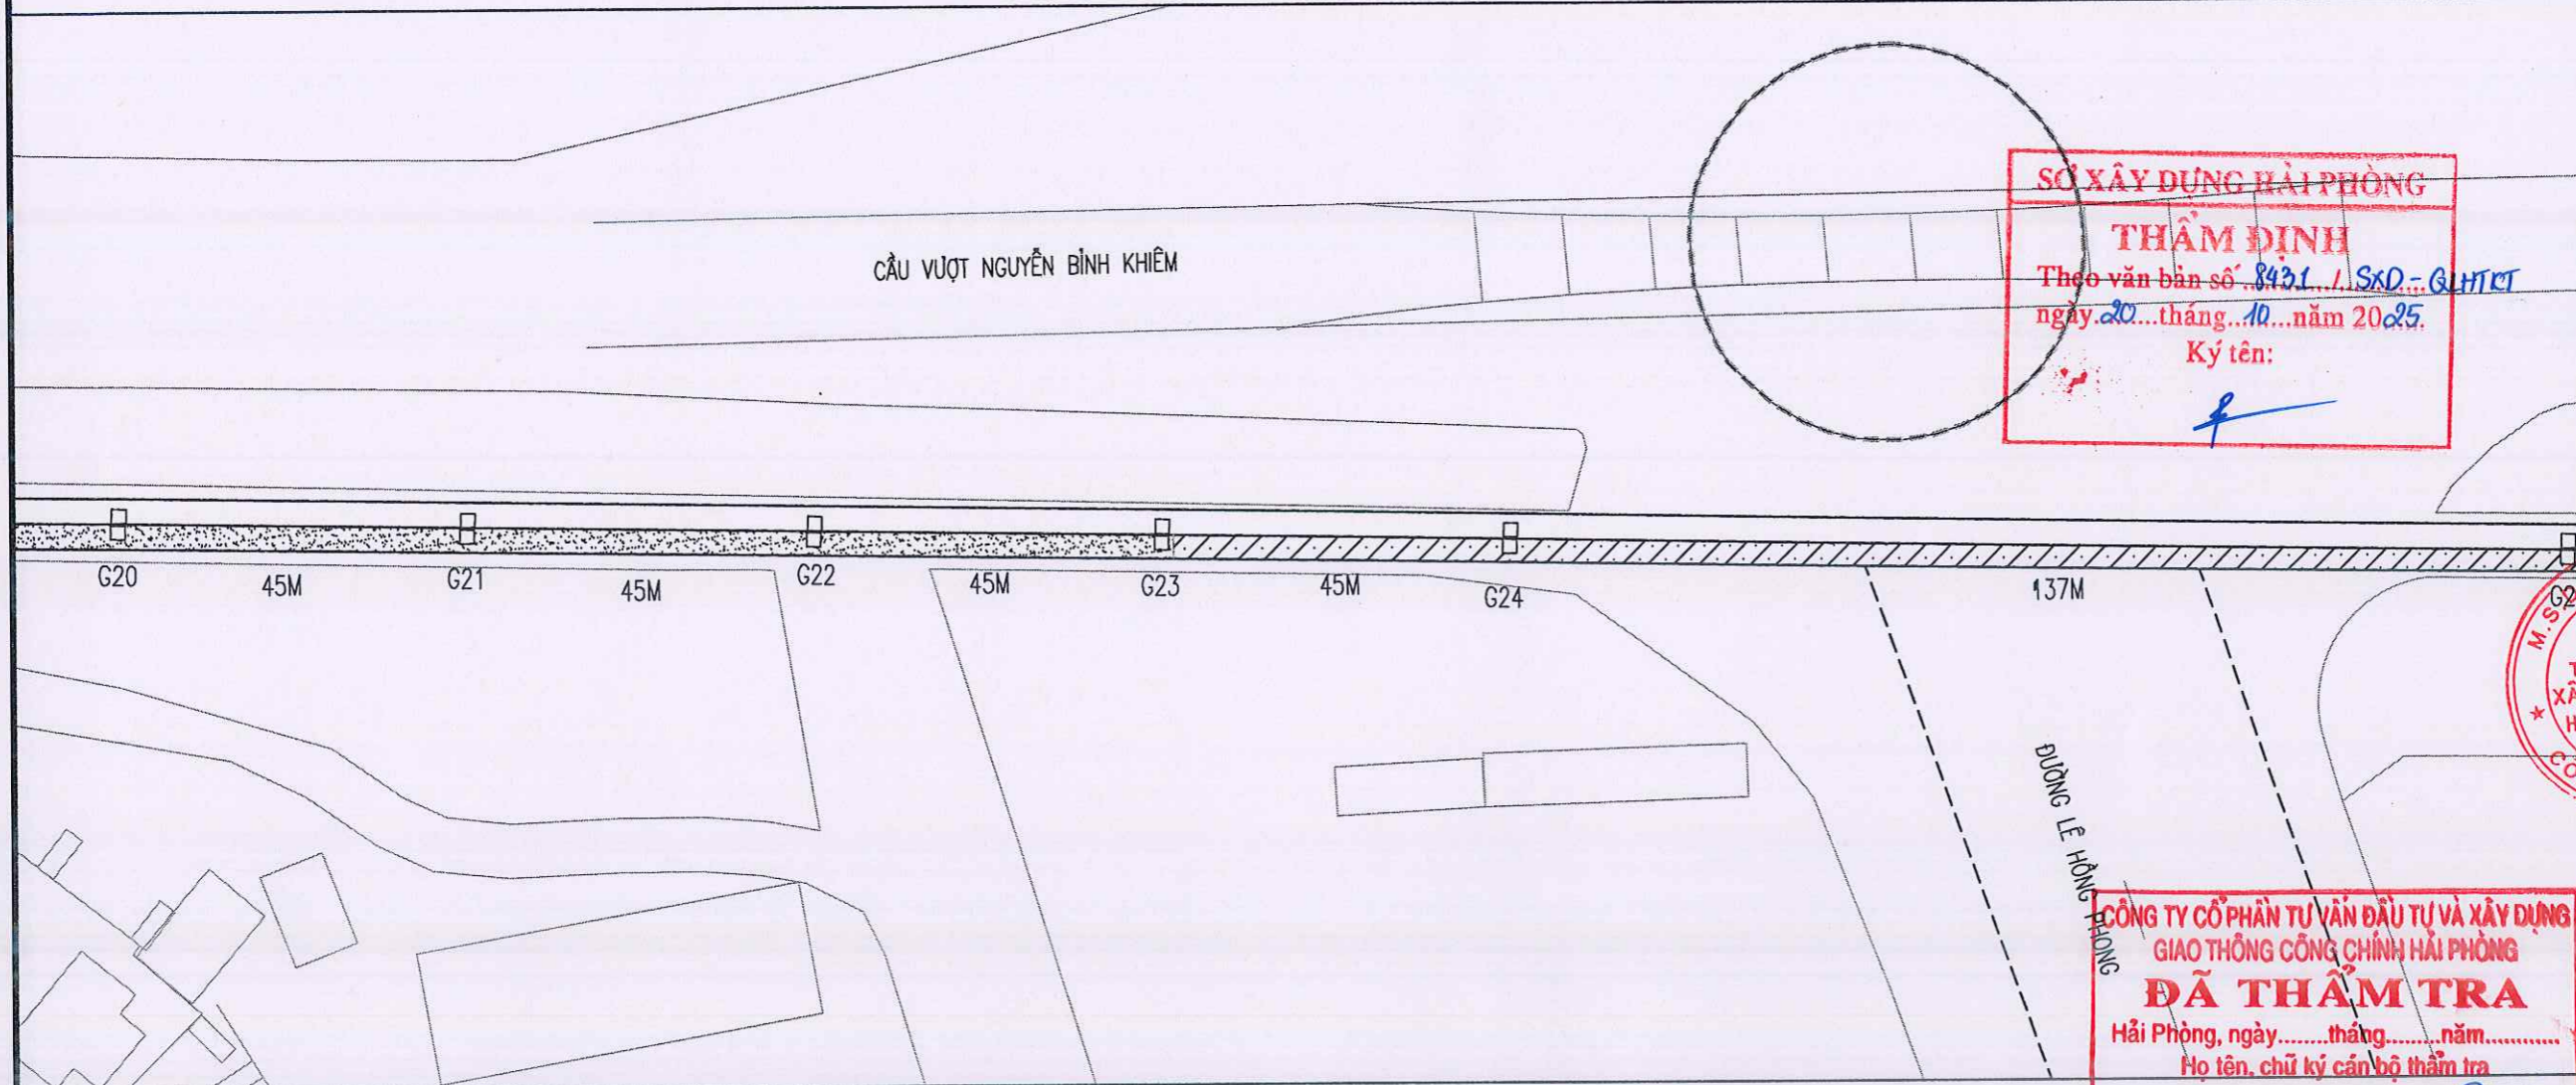 SỞ XÂY DỰNG HẢI PHÒNG
THẨM ĐỊNH
Theo văn bản số 8431 / SXD-QLHTKT
ngày 20 tháng 10 năm 2025
Ký tên:
CẦU VƯỢT NGUYỄN BỈNH KHIÊM
G20 45M G21 45M G22 45M G23 45M G24 137M
M.S
ĐƯỜNG LÊ HỒNG PHONG
CÔNG TY CỔ PHẦN TƯ VẤN ĐẦU TƯ VÀ XÂY DỰNG
GIAO THÔNG CÔNG CHÍNH HẢI PHÒNG
ĐÃ THẨM TRA
Hải Phòng, ngày........tháng........năm............
Họ tên, chữ ký cán bộ thẩm tra